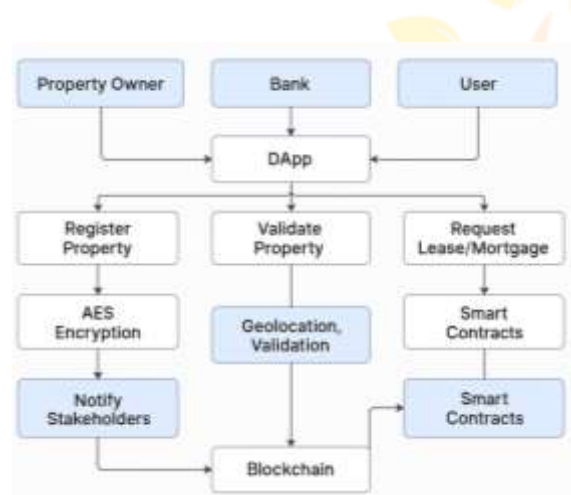 Property Owner
Bank
User
DApp
Register
Property
Validate
Property
Request
Lease/Mortgage
AES
Encryption
Geolocation,
Validation
Smart
Contracts
Notify
Stakeholders
Smart
Contracts
Blockchain